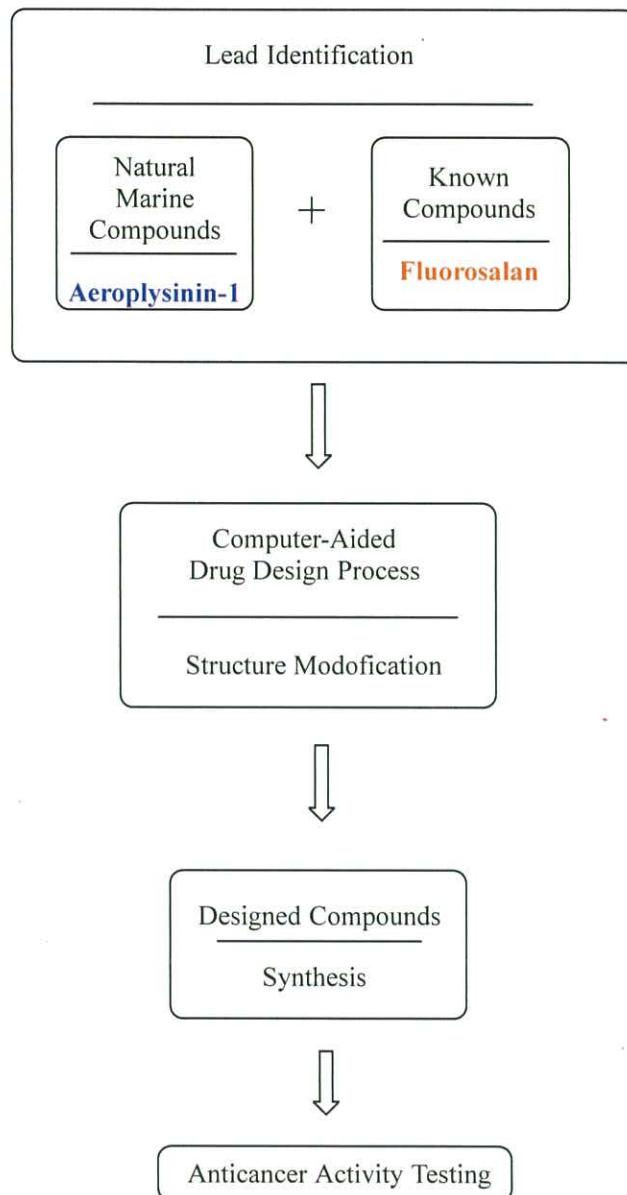 Lead Identification
Natural
Marine
Compounds
Aeroplysinin-1
+
Known
Compounds
Fluorosalan
Computer-Aided
Drug Design Process
Structure Modofication
Designed Compounds
Synthesis
Anticancer Activity Testing